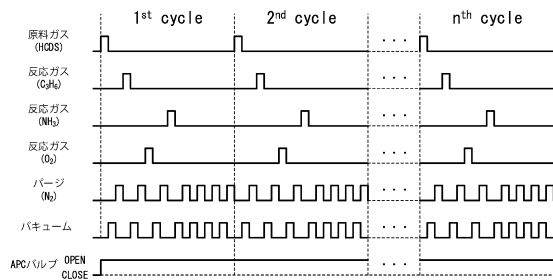 1st cycle 2nd cycle nth cycle
原料ガス
(HCDS)
反応ガス
(C3H6)
反応ガス
(NH3)
反応ガス
(O2)
パージ
(N2)
バキューム
APCバルブ OPEN
CLOSE